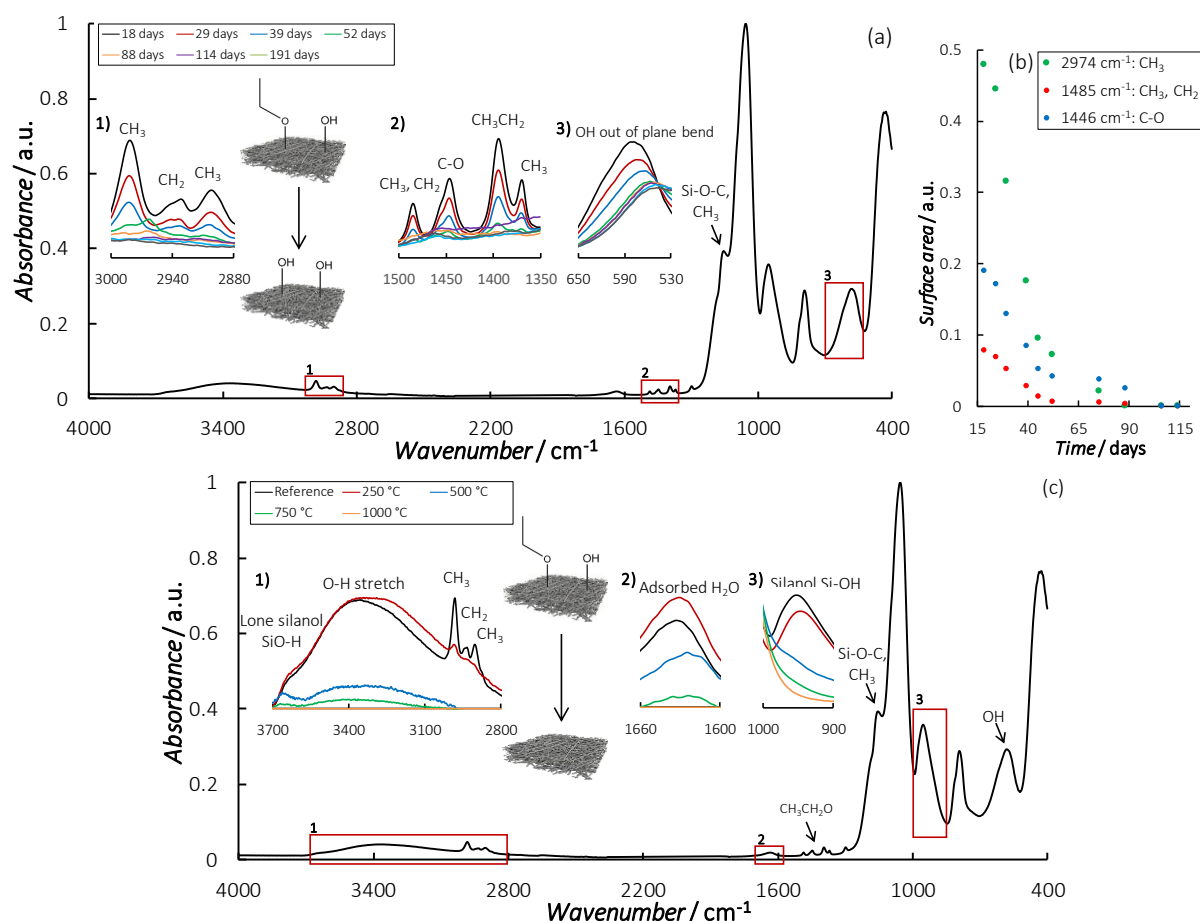 1
(a)
18 days 29 days 39 days 52 days
88 days 114 days 191 days
0.8
0.6
0.4
0.2
0
Absorbance / a.u.
O
OH
OH
OH
1)
CH₃
CH₂
CH₃
3000 2940 2880
2)
CH₃CH₂
C-O
CH₃, CH₂
CH₃
1500 1450 1400 1350
3) OH out of plane bend
650 590 530
Si-O-C,
CH₃
1
2
3
4000 3400 2800 2200 1600 1000 400
Wavenumber / cm⁻¹
(b)
2974 cm⁻¹: CH₃
1485 cm⁻¹: CH₃, CH₂
1446 cm⁻¹: C-O
0.5
0.4
0.3
0.2
0.1
0
Surface area / a.u.
15 40 65 90 115
Time / days
1
(c)
Reference 250 °C 500 °C
750 °C 1000 °C
0.8
0.6
0.4
0.2
0
Absorbance / a.u.
O
OH
1)
O-H stretch
CH₃
CH₂
CH₃
Lone silanol
SiO-H
3700 3400 3100 2800
2)
Adsorbed H₂O
1660 1600
3)
Silanol Si-OH
1000 900
Si-O-C,
CH₃
3
OH
CH₃CH₂O
1
2
4000 3400 2800 2200 1600 1000 400
Wavenumber / cm⁻¹